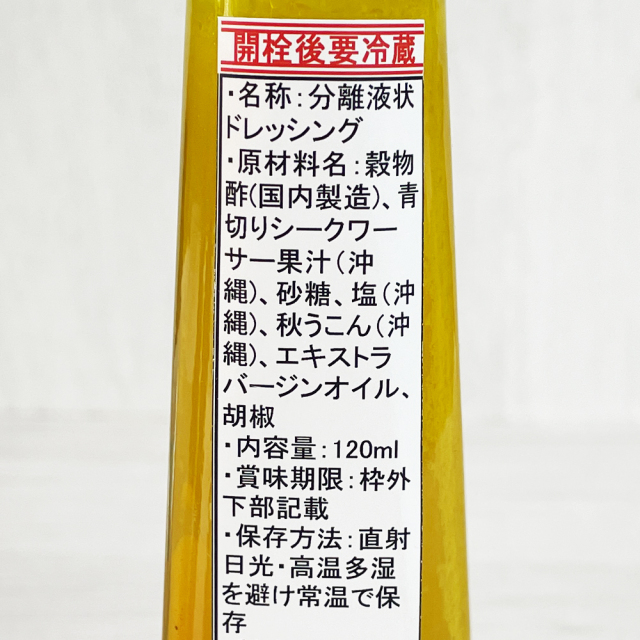 開栓後要冷蔵
・名称：分離液状
ドレッシング
・原材料名：穀物
酢(国内製造)、青
切りシークワー
サー果汁（沖
縄)、砂糖、塩（沖
縄)、秋うこん（沖
縄)、エキストラ
バージンオイル、
胡椒
・内容量：120ml
・賞味期限：枠外
下部記載
・保存方法：直射
日光・高温多湿
を避け常温で保
存